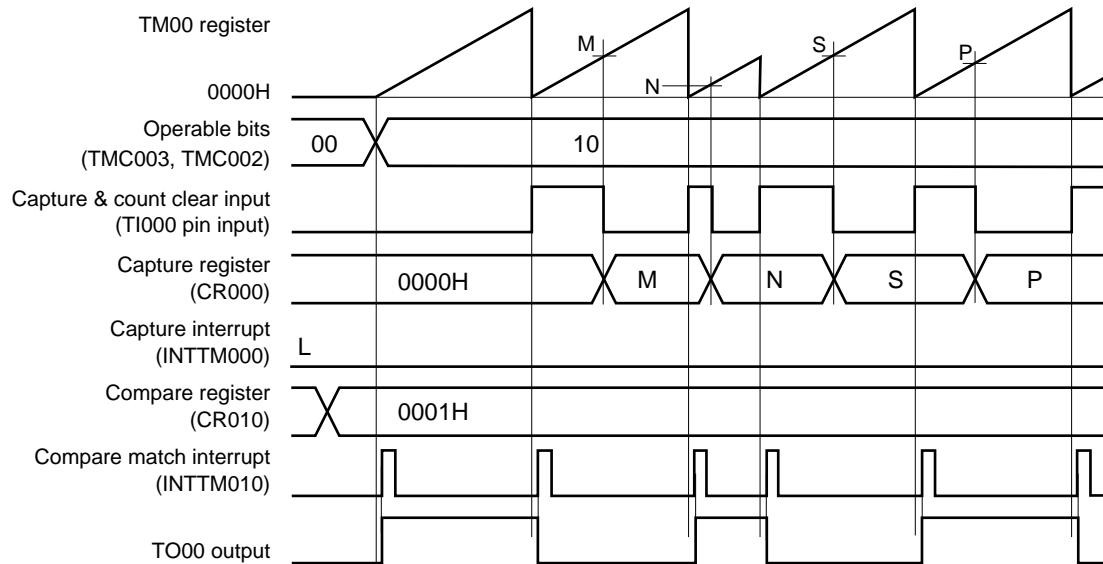 TM00 register
M
S
P
N
0000H
Operable bits
(TMC003, TMC002)
00
10
Capture & count clear input
(TI000 pin input)
Capture register
(CR000)
0000H
M
N
S
P
Capture interrupt
(INTTM000)
L
Compare register
(CR010)
0001H
Compare match interrupt
(INTTM010)
TO00 output